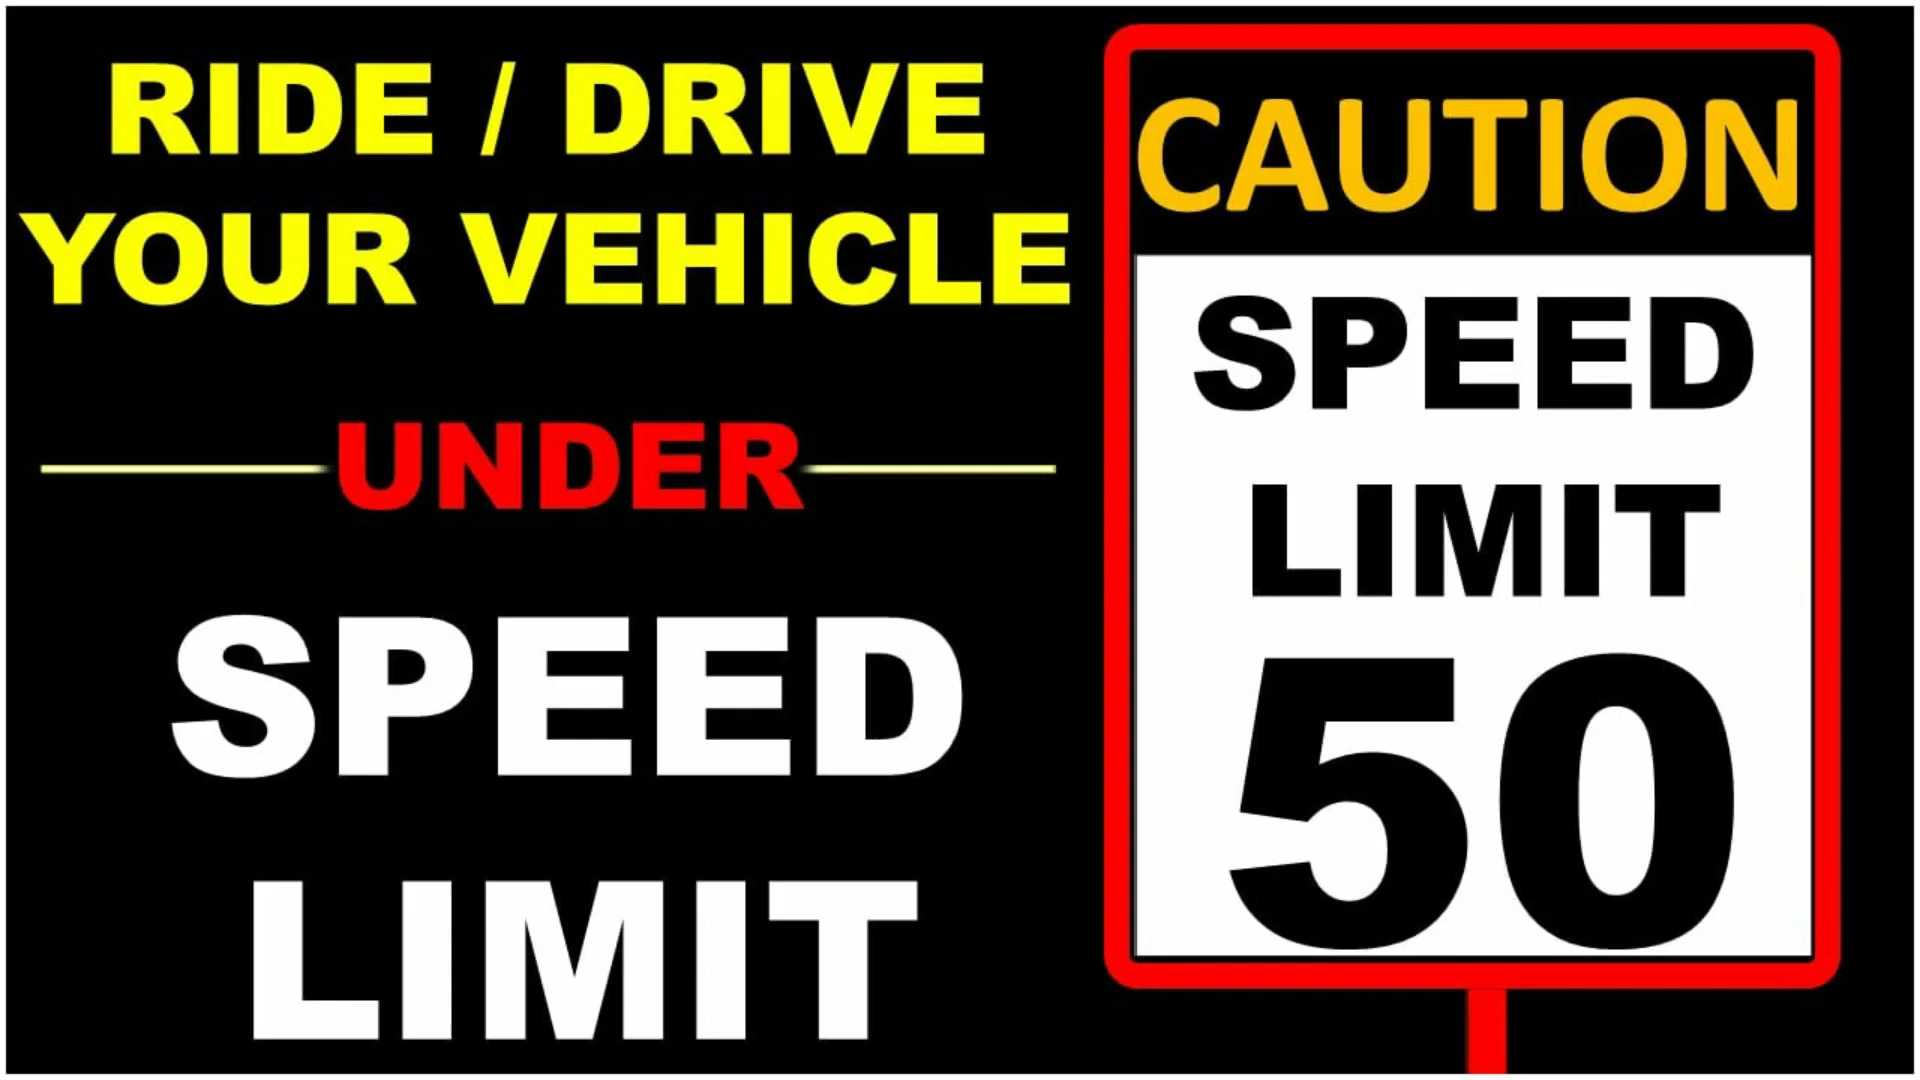 RIDE / DRIVE
YOUR VEHICLE
UNDER
SPEED
LIMIT
CAUTION
SPEED
LIMIT
50